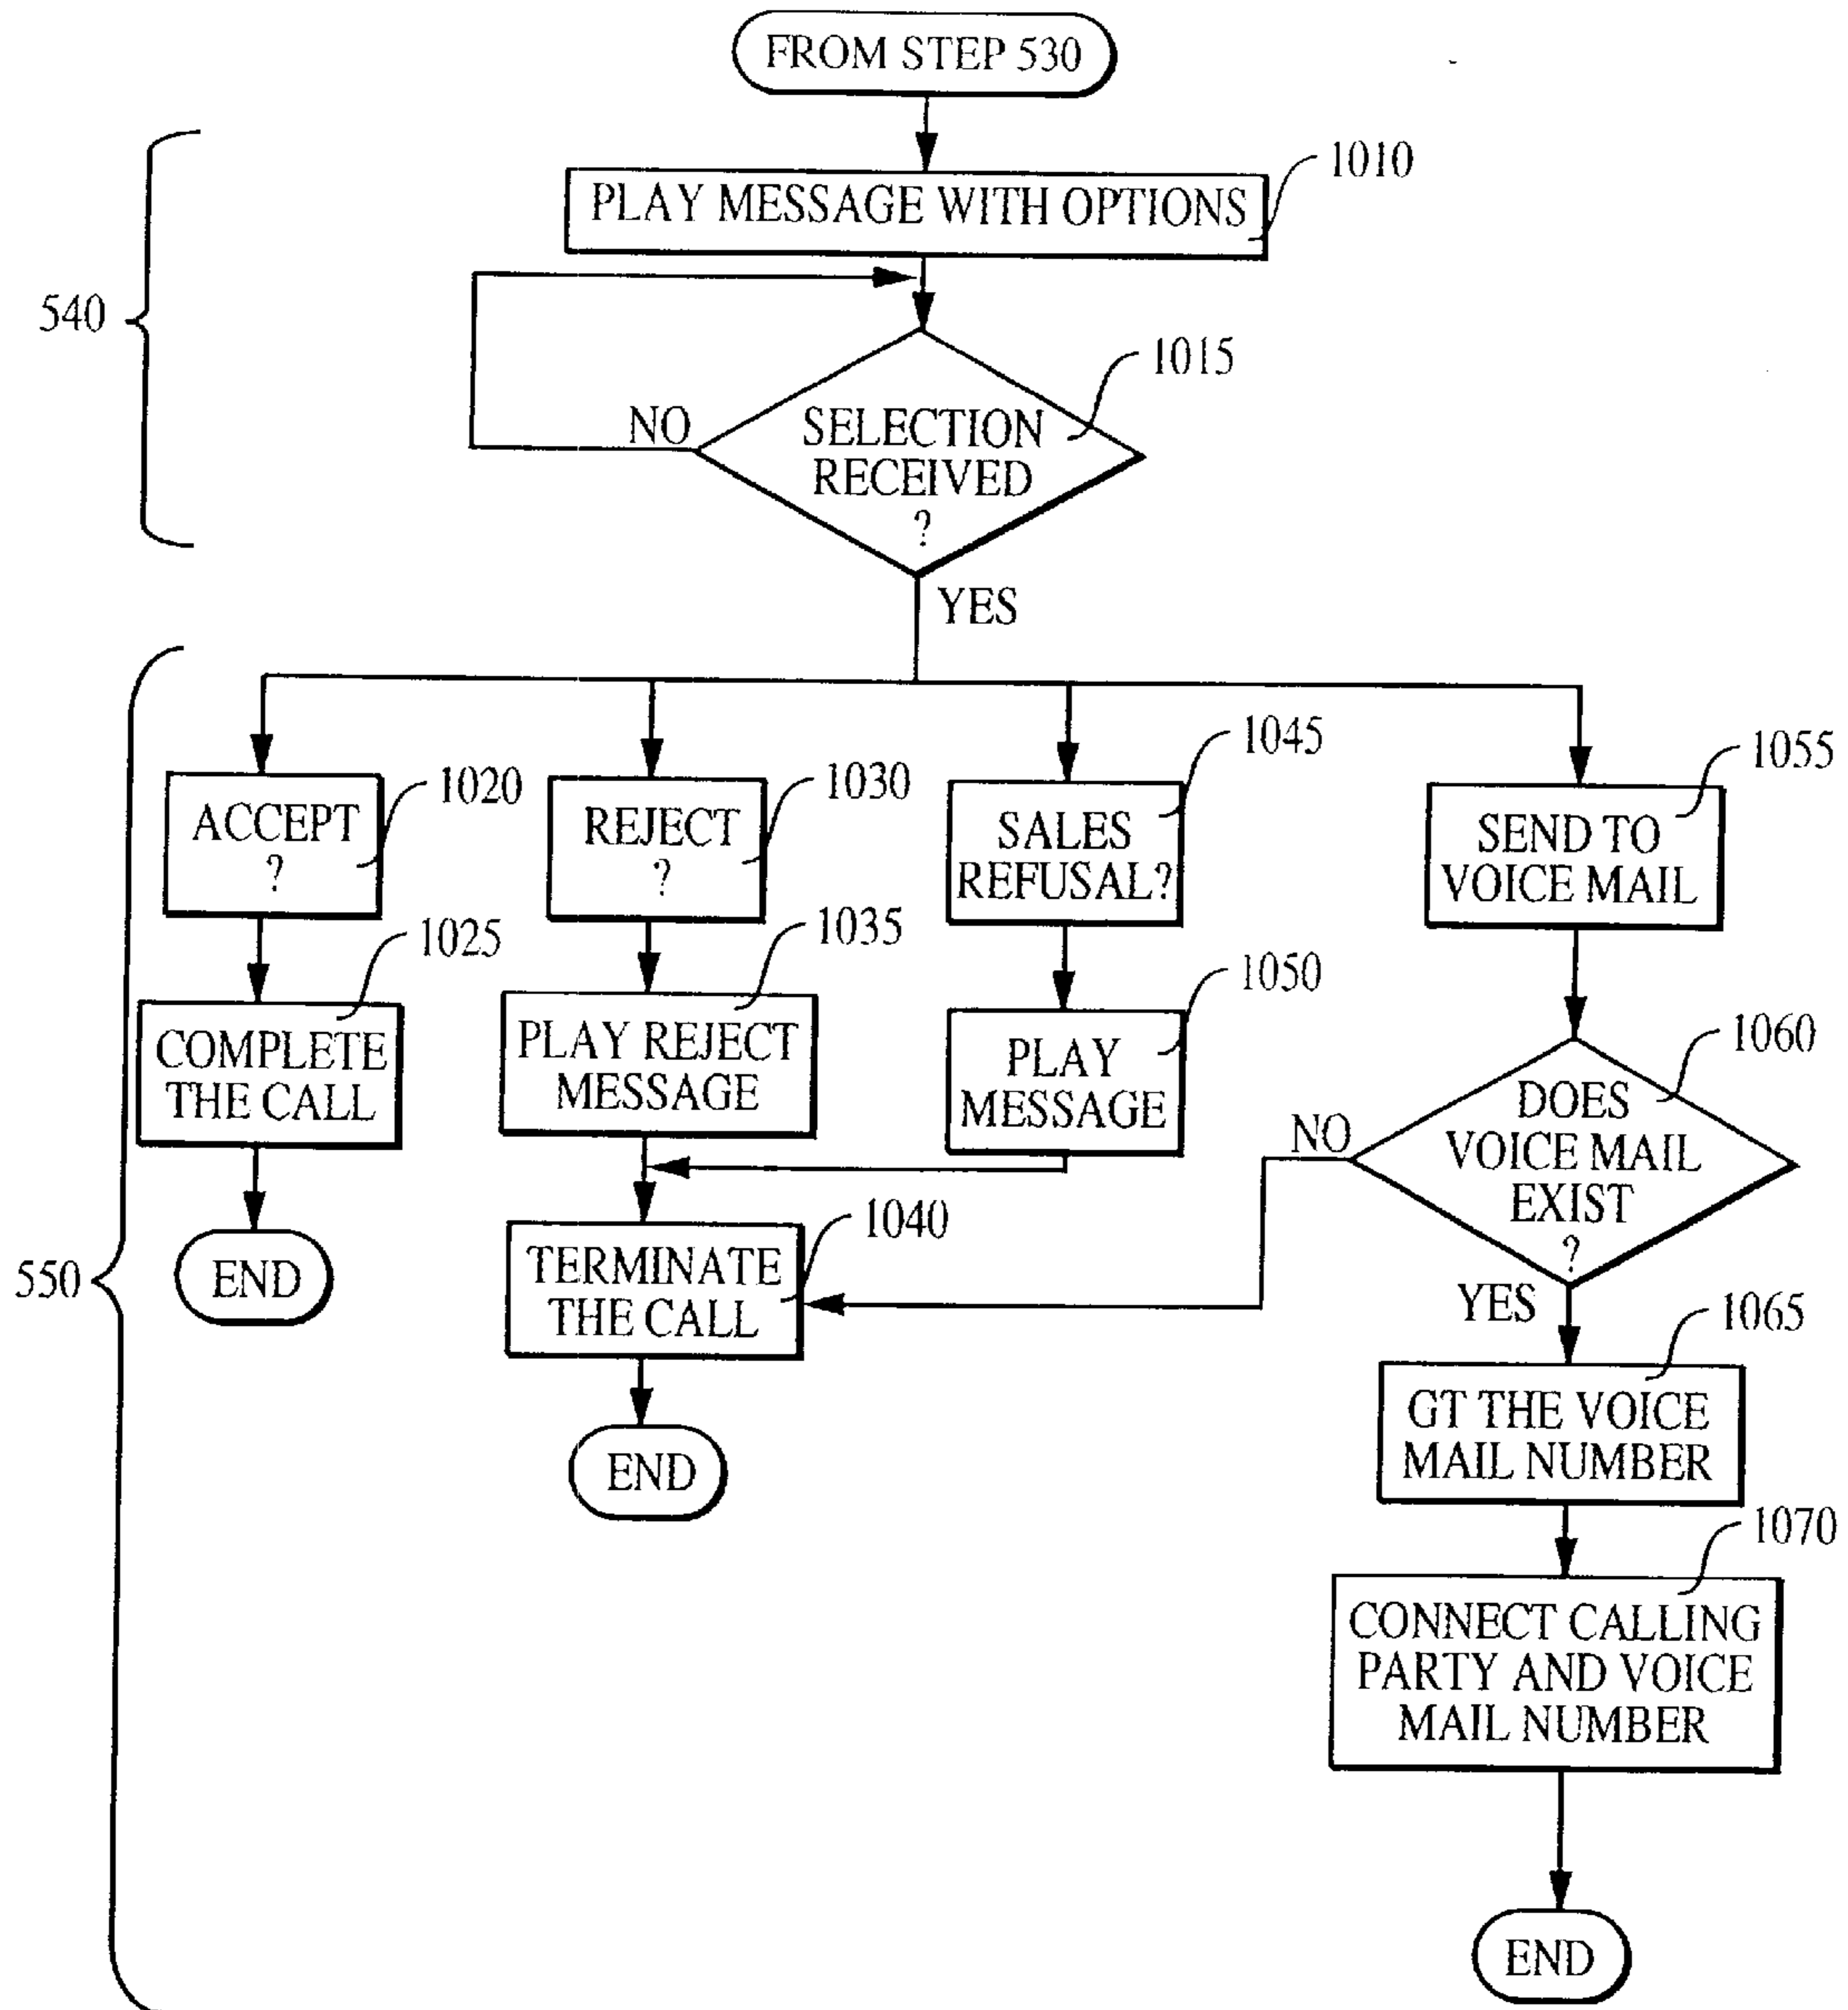 FROM STEP 530
1010
PLAY MESSAGE WITH OPTIONS
540
1015
NO
SELECTION
RECEIVED
?
YES
550
1020
ACCEPT
?
1025
COMPLETE
THE CALL
END
1030
REJECT
?
1035
PLAY REJECT
MESSAGE
1040
TERMINATE
THE CALL
END
1045
SALES
REFUSAL?
1050
PLAY
MESSAGE
1055
SEND TO
VOICE MAIL
1060
NO
DOES
VOICE MAIL
EXIST
?
YES
1065
GT THE VOICE
MAIL NUMBER
1070
CONNECT CALLING
PARTY AND VOICE
MAIL NUMBER
END